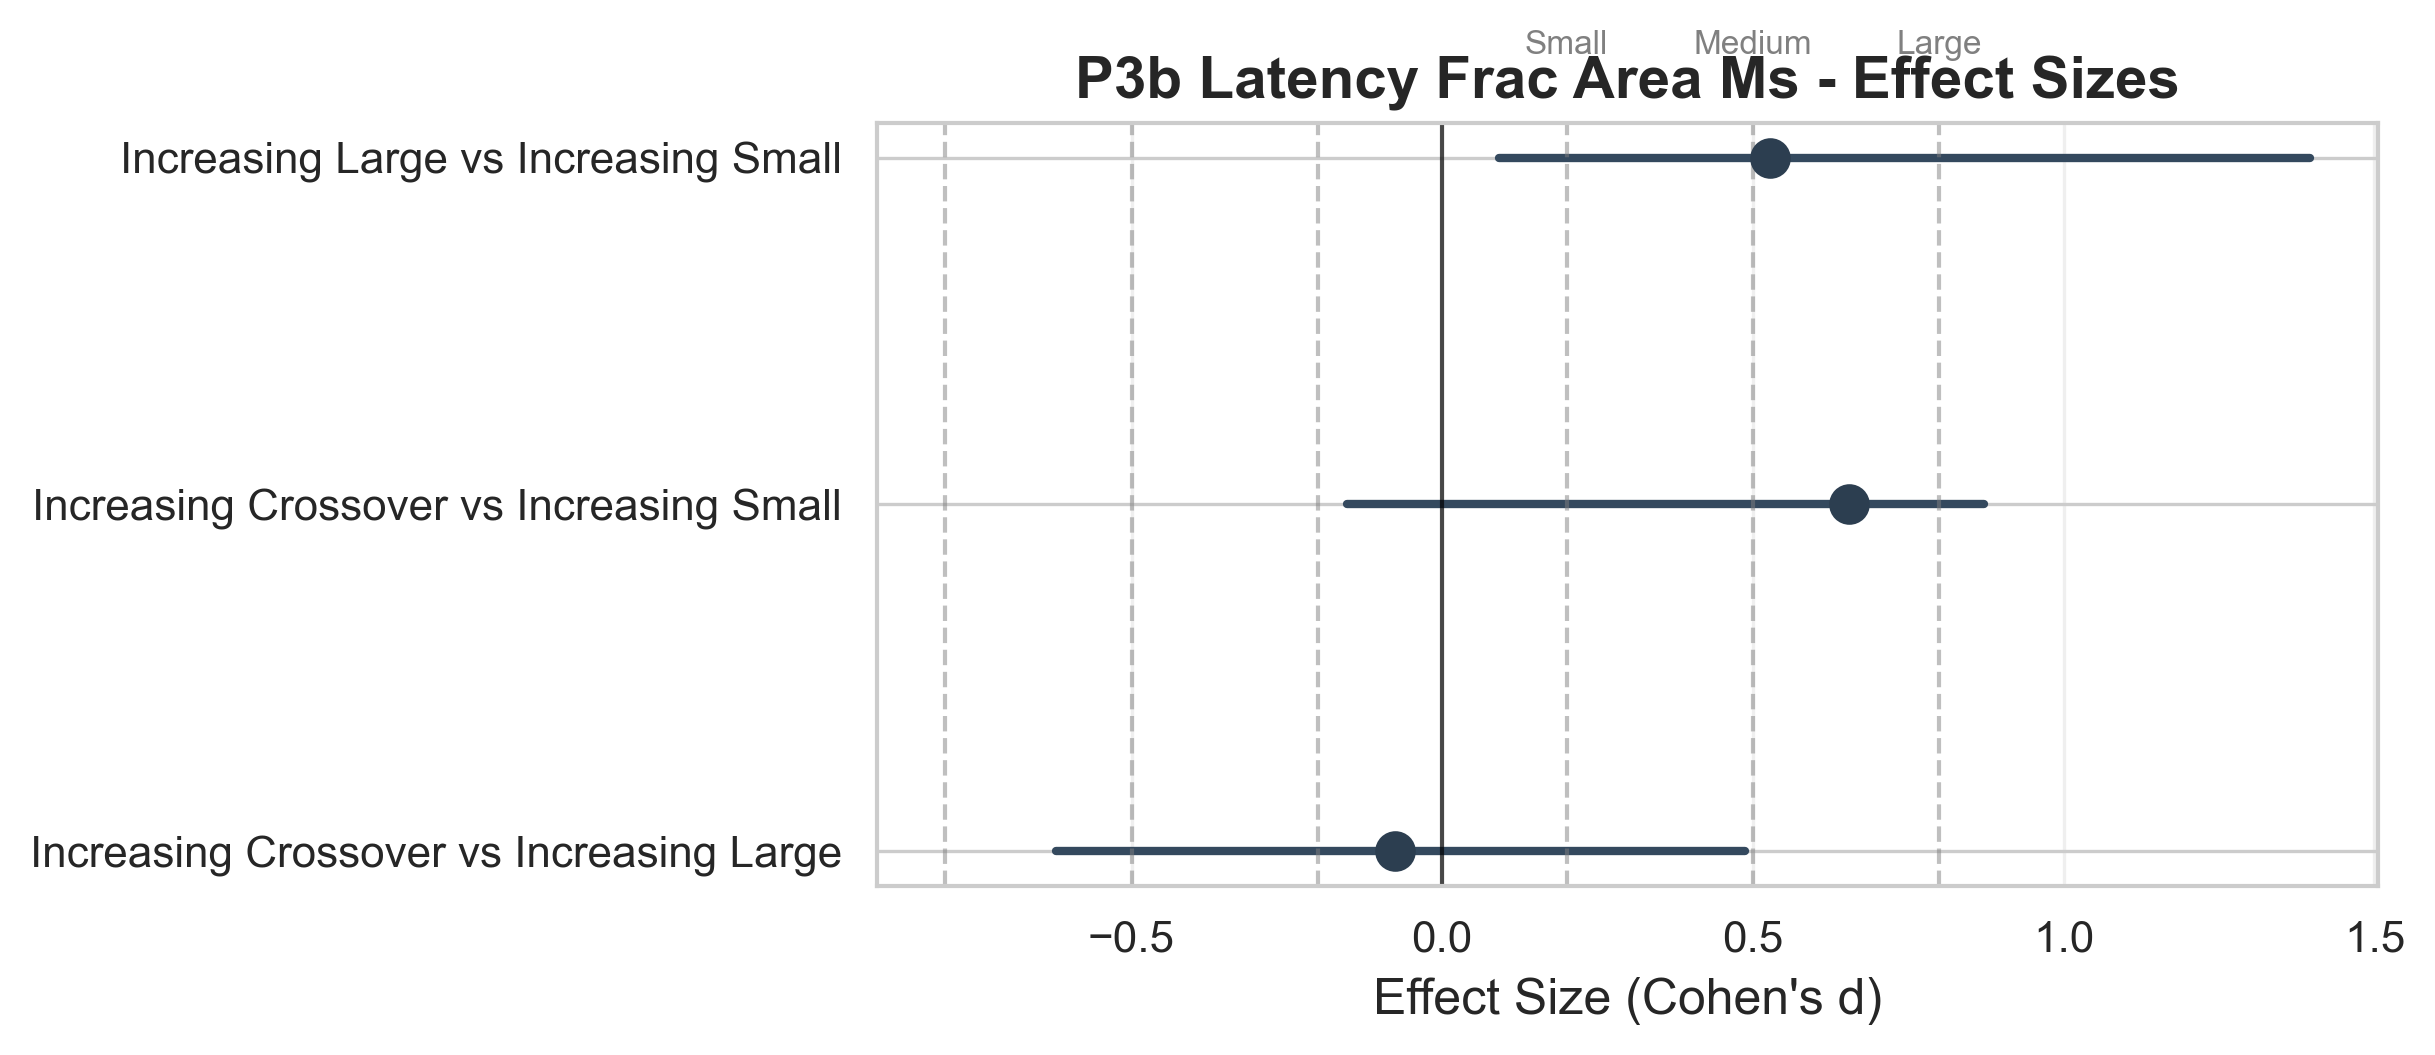 Small Medium Large
P3b Latency Frac Area Ms - Effect Sizes
Increasing Large vs Increasing Small
Increasing Crossover vs Increasing Small
Increasing Crossover vs Increasing Large
−0.5 0.0 0.5 1.0 1.5
Effect Size (Cohen's d)